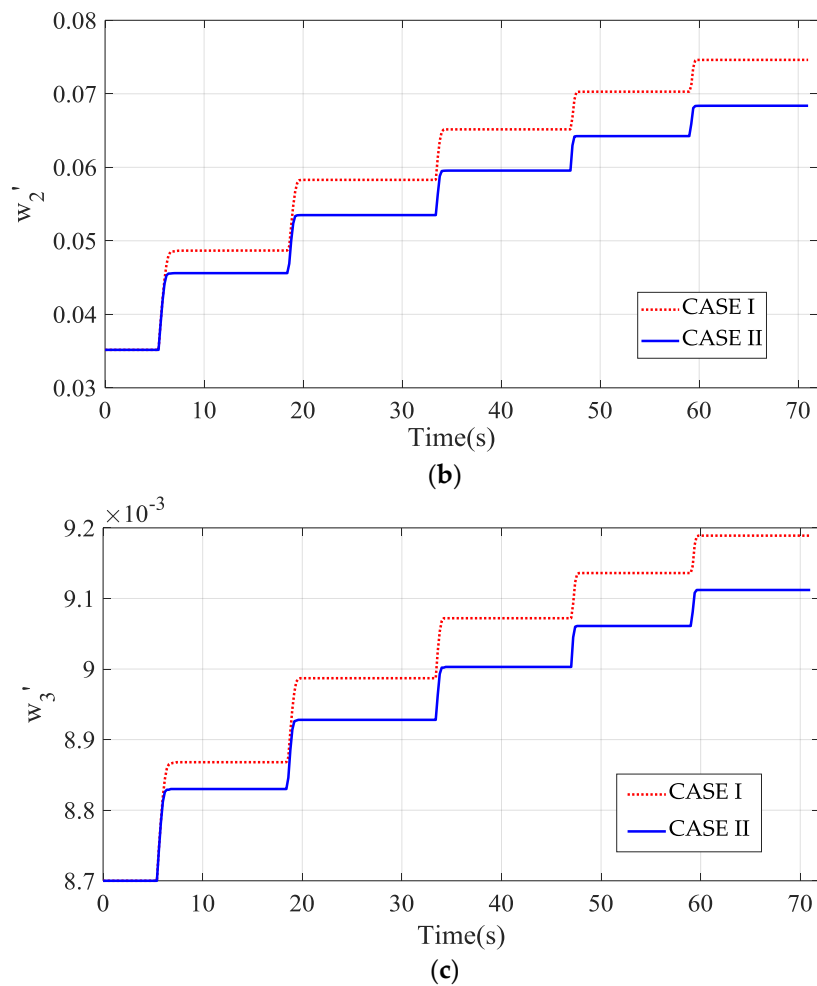 0.08
0.07
0.06
0.05
0.04
0.03
w2'
CASE I
CASE II
0 10 20 30 40 50 60 70
Time(s)
(b)
×10-3
9.2
9.1
9
8.9
8.8
8.7
w3'
CASE I
CASE II
0 10 20 30 40 50 60 70
Time(s)
(c)